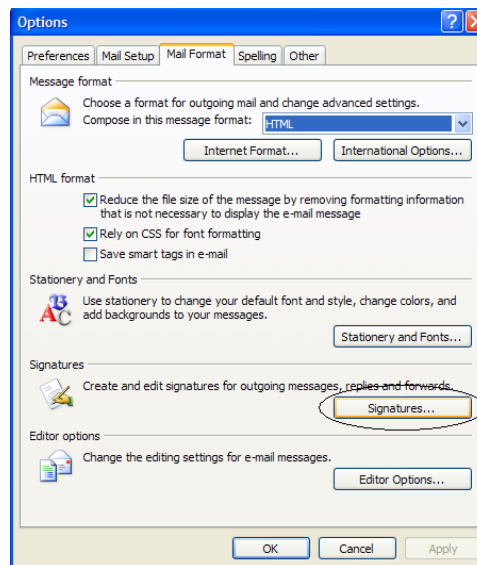 Options
Preferences Mail Setup Mail Format Spelling Other
Message format
Choose a format for outgoing mail and change advanced settings.
Compose in this message format: HTML
Internet Format... International Options...
HTML format
Reduce the file size of the message by removing formatting information
that is not necessary to display the e-mail message
Rely on CSS for font formatting
Save smart tags in e-mail
Stationery and Fonts
Use stationery to change your default font and style, change colors, and
add backgrounds to your messages.
Stationery and Fonts...
Signatures
Create and edit signatures for outgoing messages, replies and forwards.
Signatures...
Editor options
Change the editing settings for e-mail messages.
Editor Options...
OK Cancel Apply